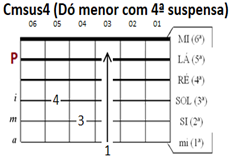 Cmsus4 (Dó menor com 4ª suspensa)
06 05 04 03 02 01
MI (6ª)
P LÁ (5ª)
RÉ (4ª)
i 4 SOL (3ª)
m 3 SI (2ª)
a 1 mi (1ª)